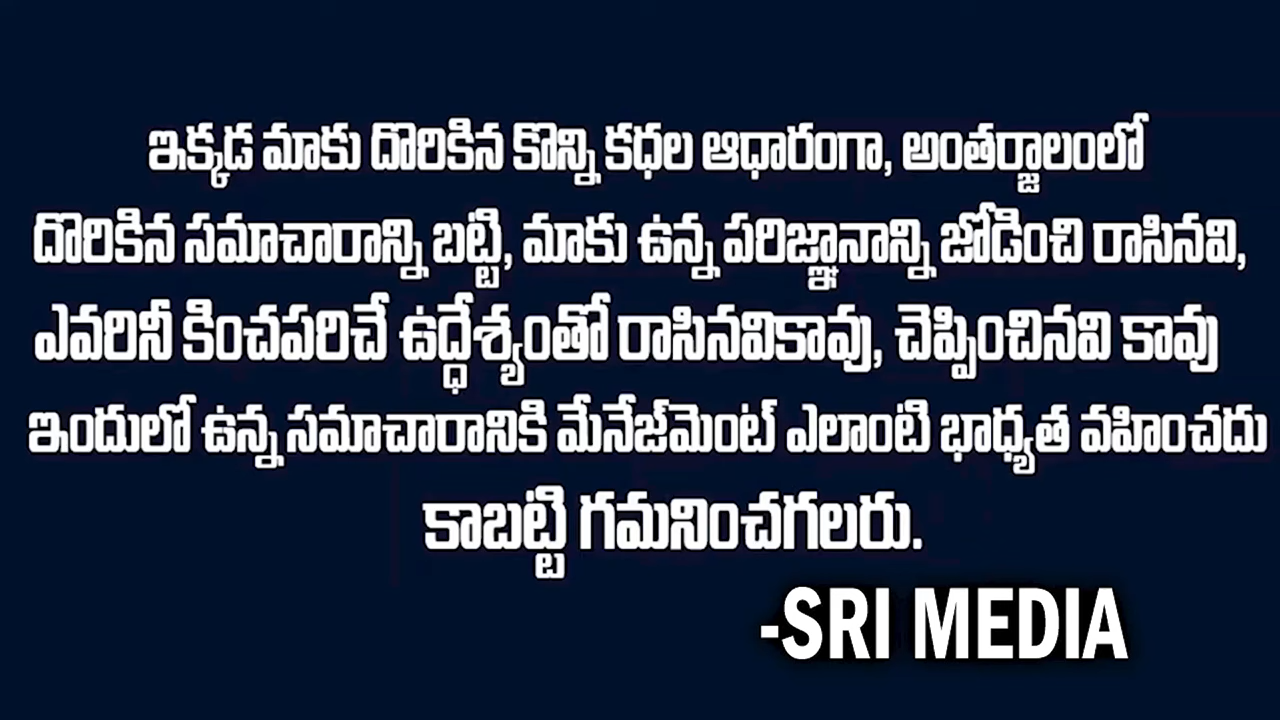 ఇక్కడ మాకు దొరికిన కొన్ని కధల ఆధారంగా, అంతర్జాలంలో
దొరికిన సమాచారాన్ని బట్టి, మాకు ఉన్న పరిజ్ఞానాన్ని జోడించి రాసినవి,
ఎవరినీ కించపరిచే ఉద్ధేశ్యంతో రాసినవికావు, చెప్పించినవి కావు
ఇందులో ఉన్న సమాచారానికి మేనేజ్‌మెంట్ ఎలాంటి భాధ్యత వహించదు
కాబట్టి గమనించగలరు.
-SRI MEDIA